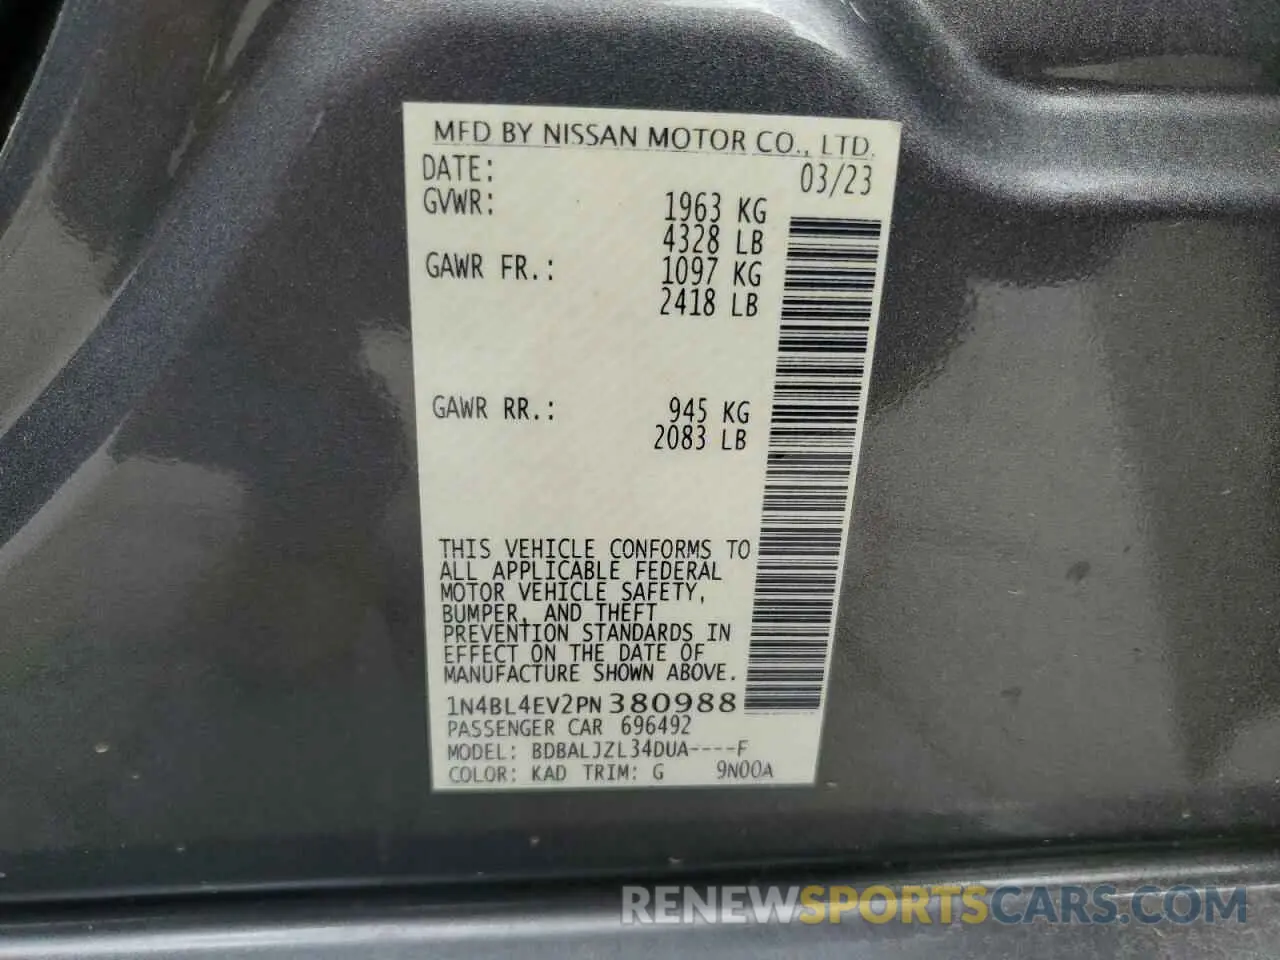 MFD BY NISSAN MOTOR CO., LTD.
DATE: 03/23
GVWR: 1963 KG
4328 LB
GAWR FR.: 1097 KG
2418 LB
GAWR RR.: 945 KG
2083 LB
THIS VEHICLE CONFORMS TO
ALL APPLICABLE FEDERAL
MOTOR VEHICLE SAFETY,
BUMPER, AND THEFT
PREVENTION STANDARDS IN
EFFECT ON THE DATE OF
MANUFACTURE SHOWN ABOVE.
1N4BL4EV2PN380988
PASSENGER CAR 696492
MODEL: BDBALJZL34DUA----F
COLOR: KAD TRIM: G 9N00A
RENEWSPORTSCARS.COM